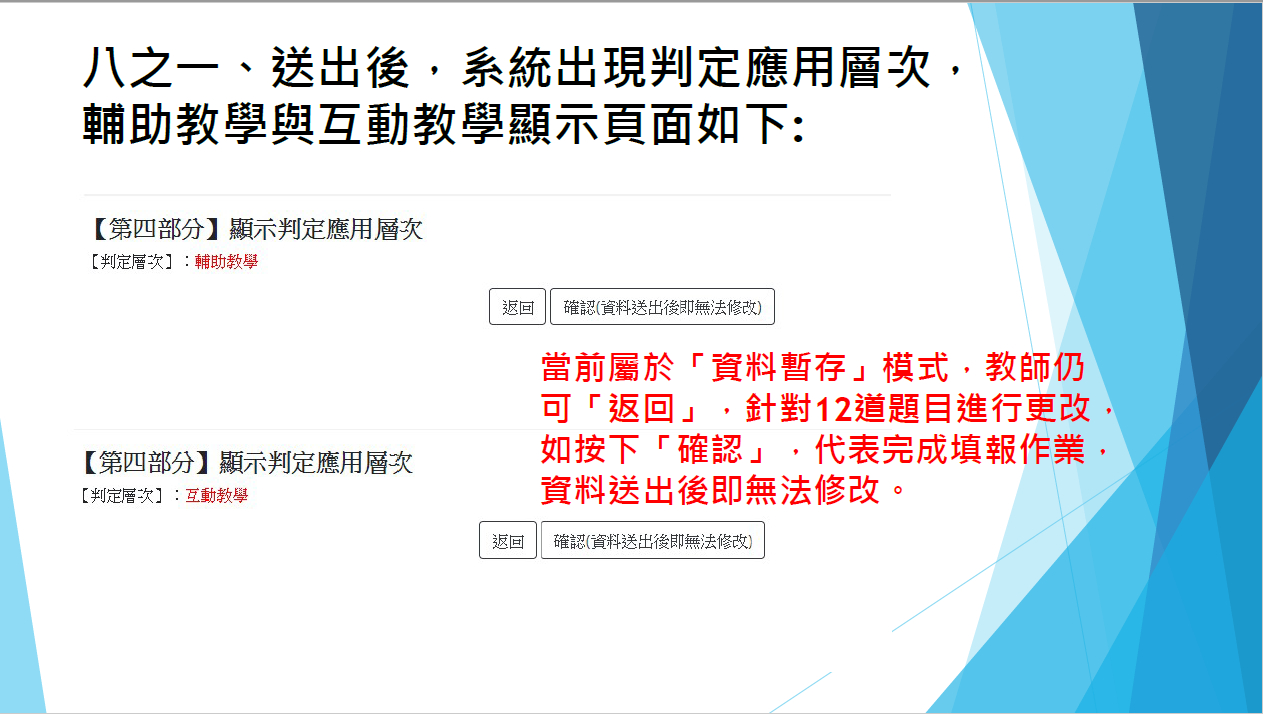 八之一、送出後，系統出現判定應用層次，
輔助教學與互動教學顯示頁面如下:
【第四部分】顯示判定應用層次
【判定層次】：輔助教學
返回 確認(資料送出後即無法修改)
當前屬於「資料暫存」模式，教師仍
可「返回」，針對12道題目進行更改，
如按下「確認」，代表完成填報作業，
資料送出後即無法修改。
【第四部分】顯示判定應用層次
【判定層次】：互動教學
返回 確認(資料送出後即無法修改)